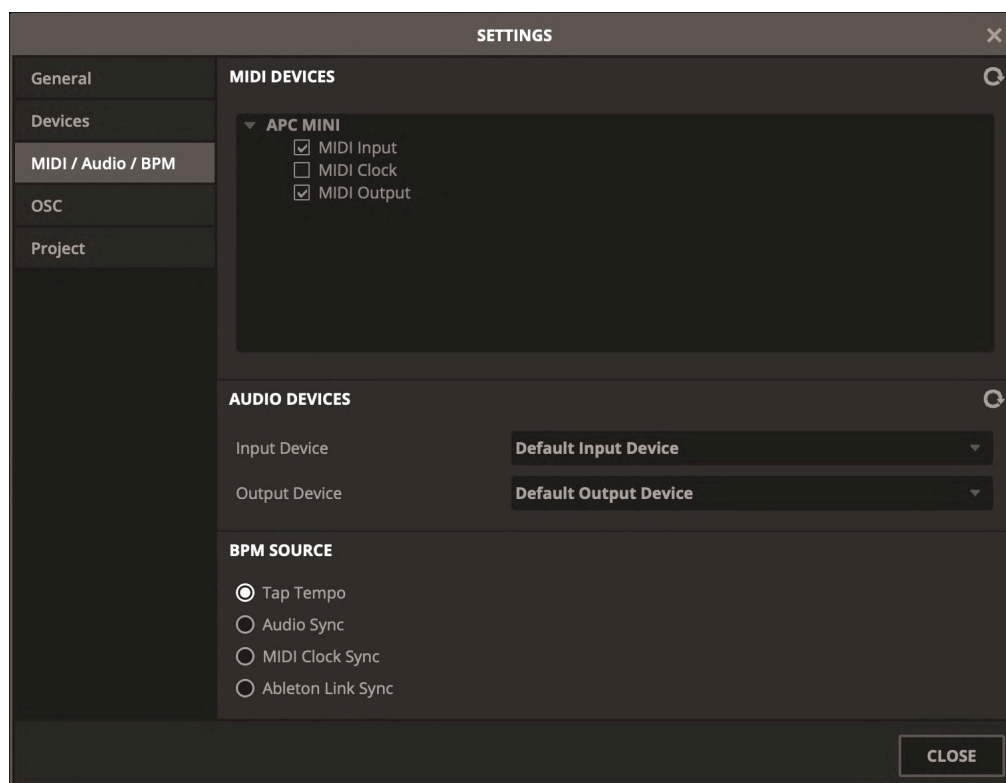 SETTINGS
General
Devices
MIDI / Audio / BPM
OSC
Project
MIDI DEVICES
APC MINI
MIDI Input
MIDI Clock
MIDI Output
AUDIO DEVICES
Input Device Default Input Device
Output Device Default Output Device
BPM SOURCE
Tap Tempo
Audio Sync
MIDI Clock Sync
Ableton Link Sync
CLOSE